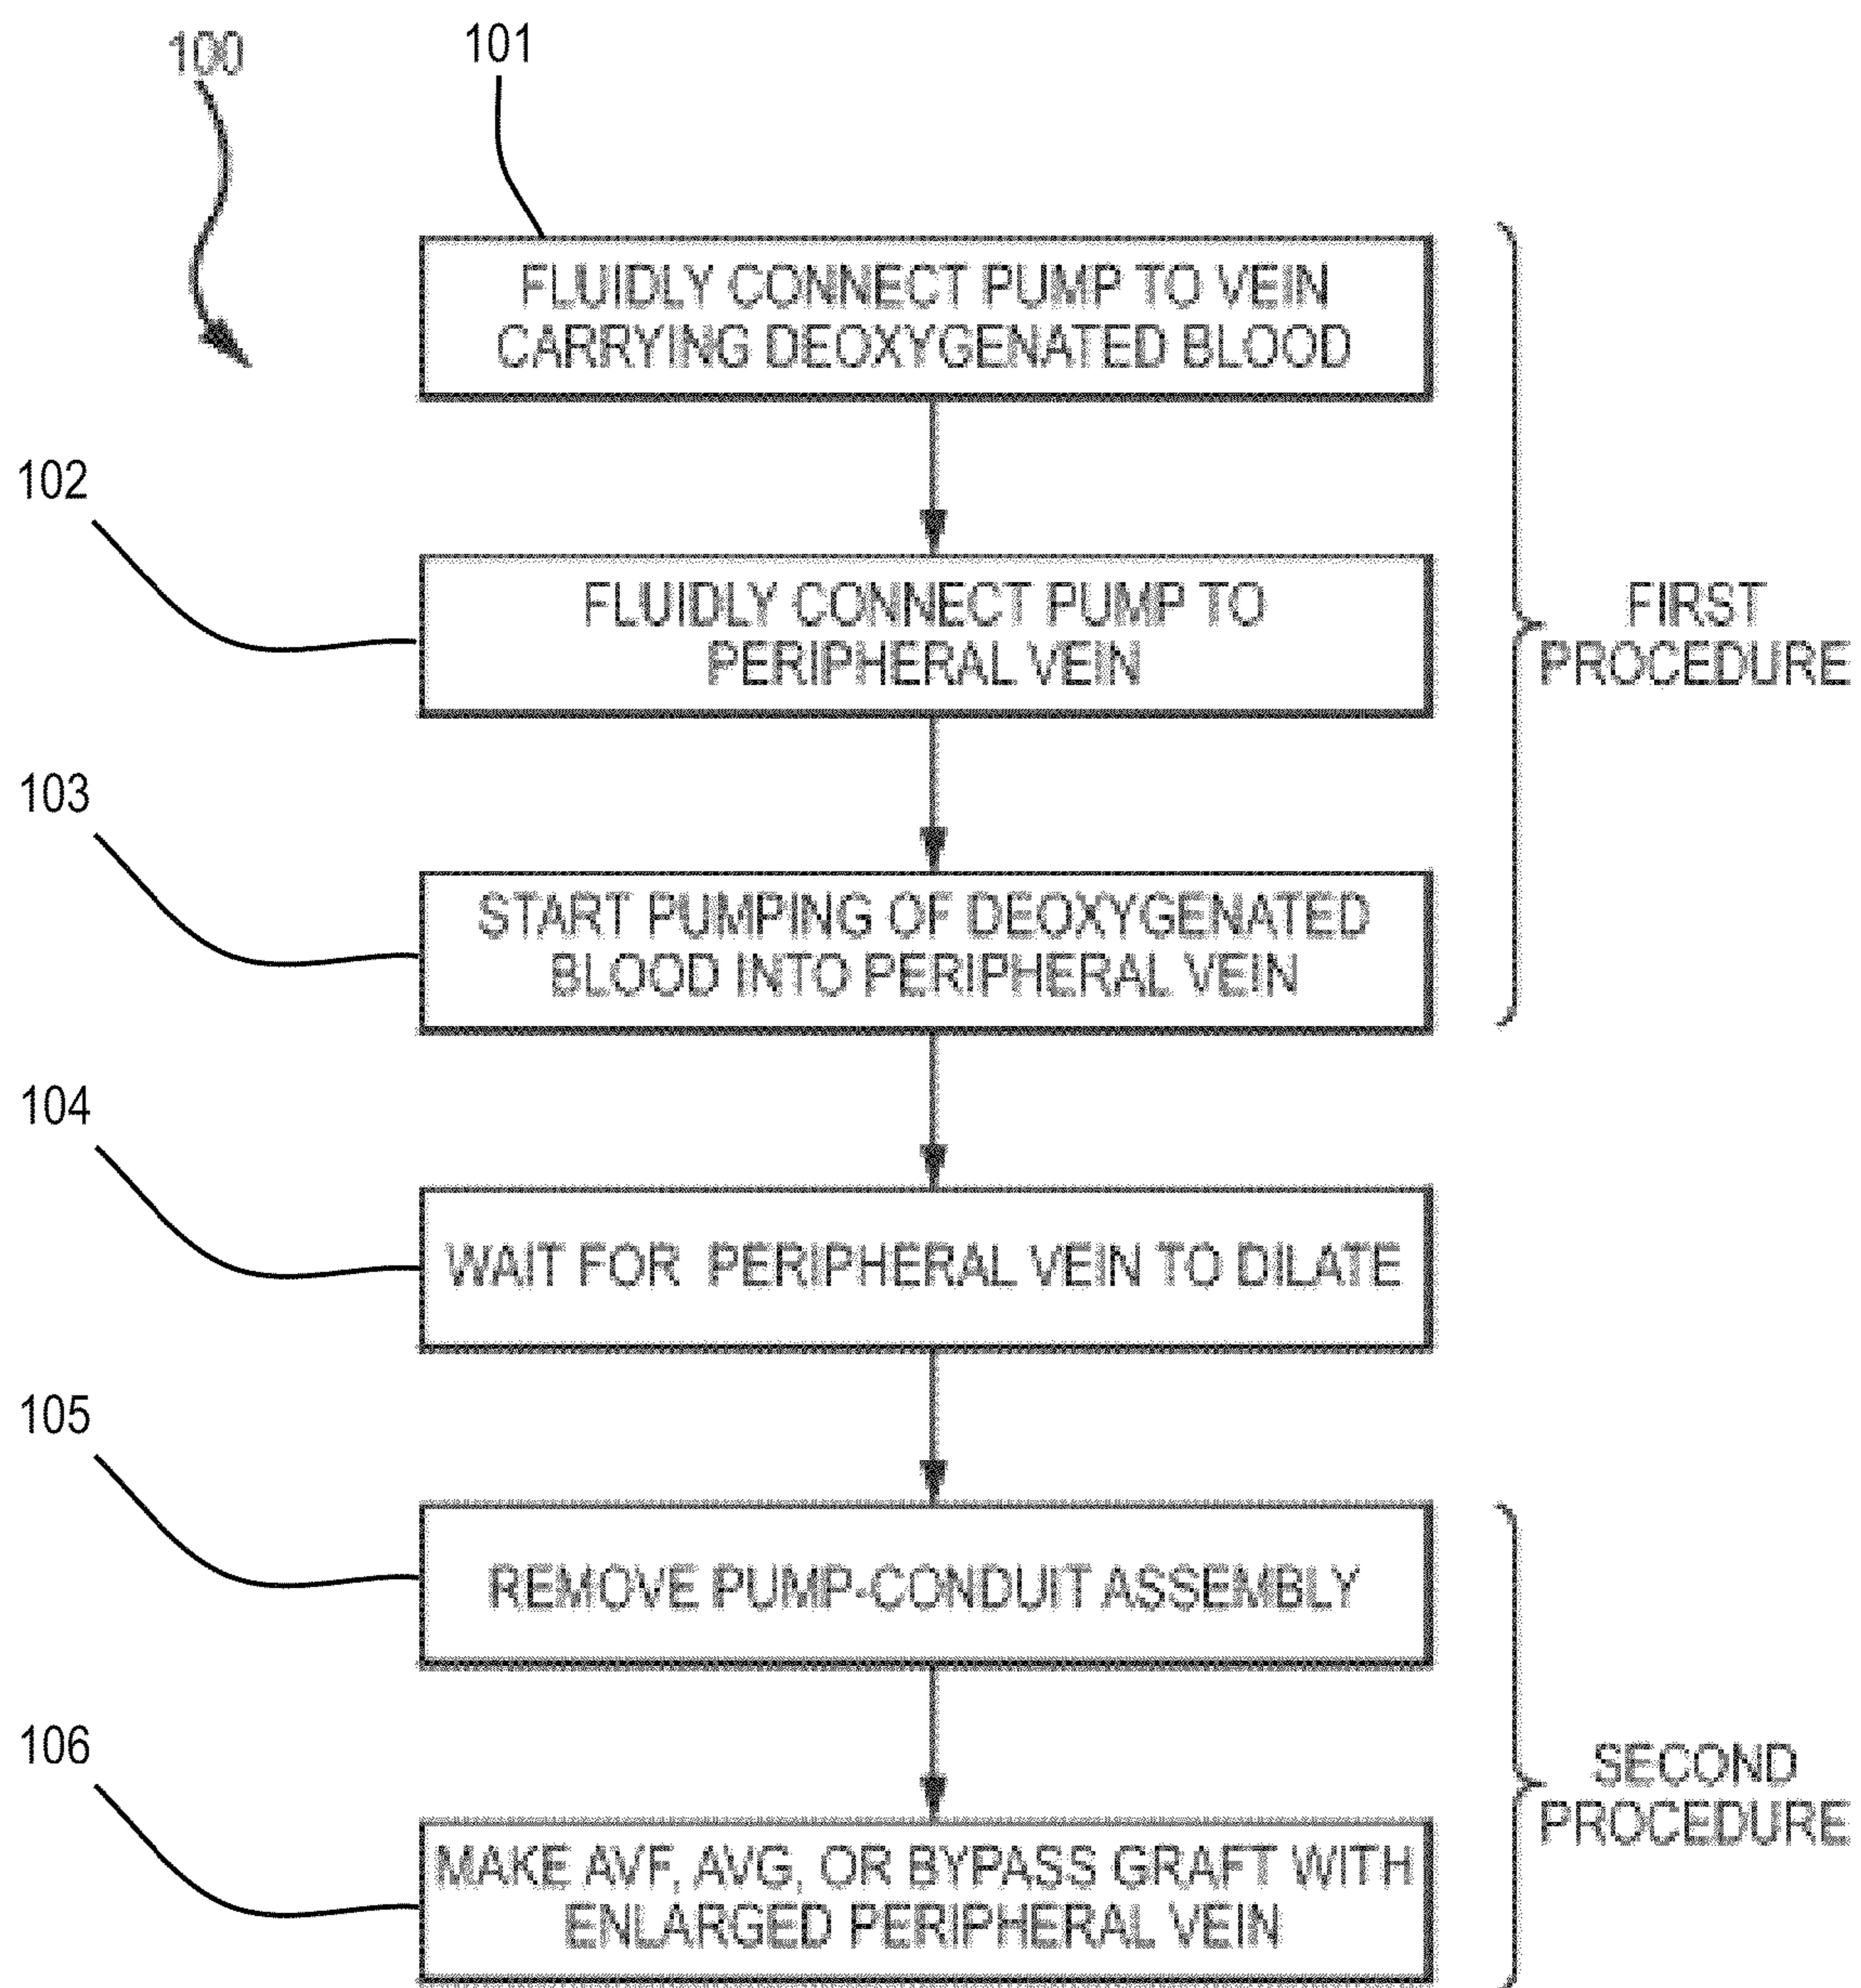 100
101
FLUIDLY CONNECT PUMP TO VEIN
CARRYING DEOXYGENATED BLOOD
102
FLUIDLY CONNECT PUMP TO
PERIPHERAL VEIN
FIRST
PROCEDURE
103
START PUMPING OF DEOXYGENATED
BLOOD INTO PERIPHERAL VEIN
104
WAIT FOR PERIPHERAL VEIN TO DILATE
105
REMOVE PUMP-CONDUIT ASSEMBLY
106
MAKE AVF, AVG, OR BYPASS GRAFT WITH
ENLARGED PERIPHERAL VEIN
SECOND
PROCEDURE